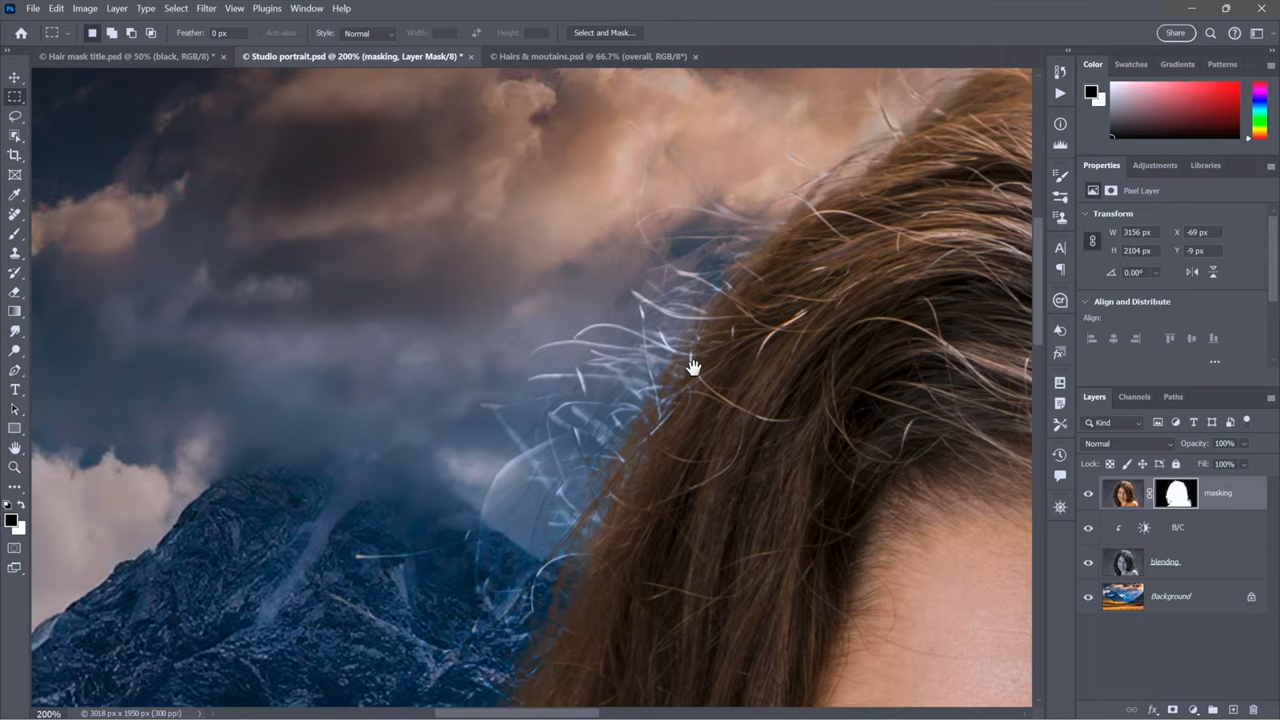 Ps File Edit Image Layer Type Select Filter View Plugins Window Help
Feather: 0 px Anti-alias Style: Normal Width: Height: Select and Mask... Share
© Hair mask title.psd @ 50% (black, RGB/8) * × © Studio portrait.psd @ 200% (masking, Layer Mask/8) * × © Hairs & moutains.psd @ 66.7% (overall, RGB/8*) ×
Color Swatches Gradients Patterns
Properties Adjustments Libraries
Pixel Layer
Transform
W 3156 px X -69 px
H 2104 px Y -9 px
0.00°
Align and Distribute
Align:
Layers Channels Paths
Kind
Normal Opacity: 100%
Lock: Fill: 100%
masking
B/C
blending
Background
200% © 3018 px x 1950 px (300 ppi)